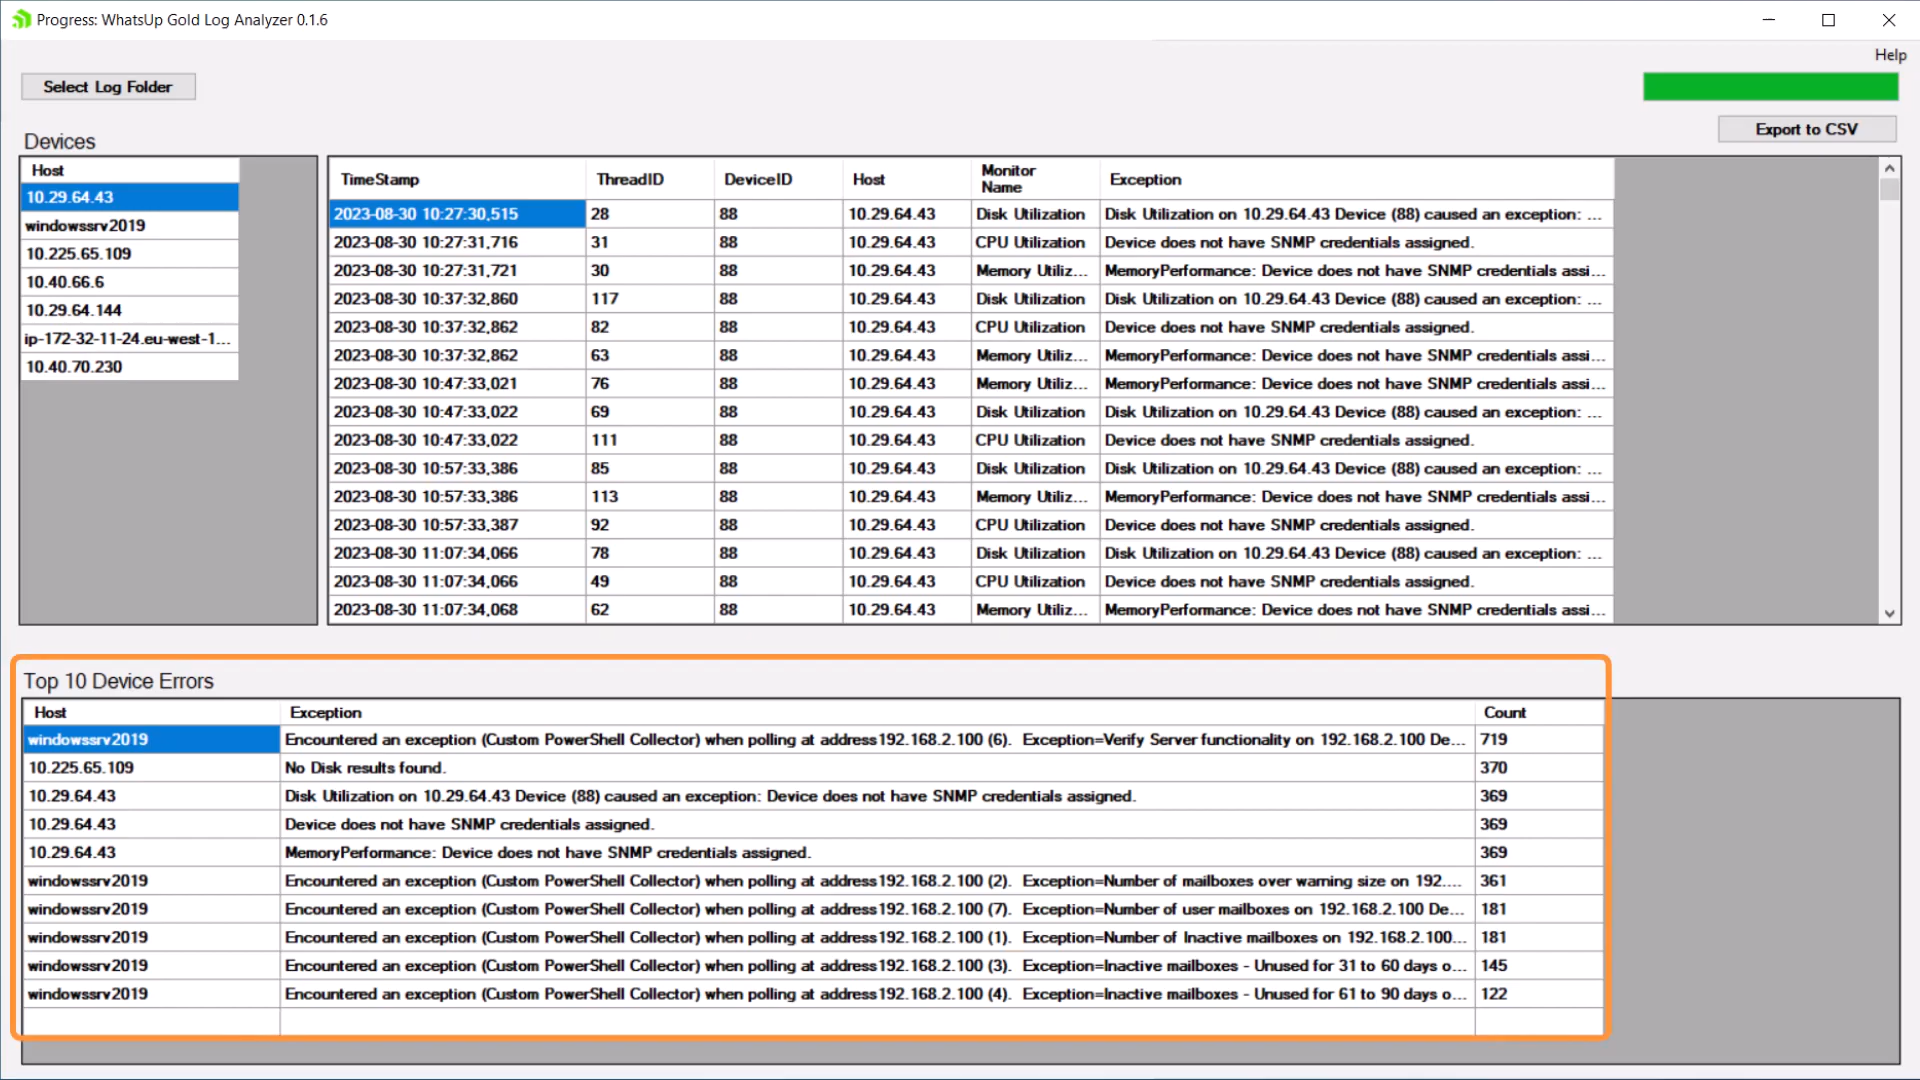 Progress: WhatsUp Gold Log Analyzer 0.1.6
Help
Select Log Folder
Export to CSV
Devices
Host
10.29.64.43
windowssrv2019
10.225.65.109
10.40.66.6
10.29.64.144
ip-172-32-11-24.eu-west-1...
10.40.70.230
TimeStamp ThreadID DeviceID Host Monitor Name Exception
2023-08-30 10:27:30,515 28 88 10.29.64.43 Disk Utilization Disk Utilization on 10.29.64.43 Device (88) caused an exception: ...
2023-08-30 10:27:31,716 31 88 10.29.64.43 CPU Utilization Device does not have SNMP credentials assigned.
2023-08-30 10:27:31,721 30 88 10.29.64.43 Memory Utiliz... MemoryPerformance: Device does not have SNMP credentials assi...
2023-08-30 10:37:32,860 117 88 10.29.64.43 Disk Utilization Disk Utilization on 10.29.64.43 Device (88) caused an exception: ...
2023-08-30 10:37:32,862 82 88 10.29.64.43 CPU Utilization Device does not have SNMP credentials assigned.
2023-08-30 10:37:32,862 63 88 10.29.64.43 Memory Utiliz... MemoryPerformance: Device does not have SNMP credentials assi...
2023-08-30 10:47:33,021 76 88 10.29.64.43 Memory Utiliz... MemoryPerformance: Device does not have SNMP credentials assi...
2023-08-30 10:47:33,022 69 88 10.29.64.43 Disk Utilization Disk Utilization on 10.29.64.43 Device (88) caused an exception: ...
2023-08-30 10:47:33,022 111 88 10.29.64.43 CPU Utilization Device does not have SNMP credentials assigned.
2023-08-30 10:57:33,386 85 88 10.29.64.43 Disk Utilization Disk Utilization on 10.29.64.43 Device (88) caused an exception: ...
2023-08-30 10:57:33,386 113 88 10.29.64.43 Memory Utiliz... MemoryPerformance: Device does not have SNMP credentials assi...
2023-08-30 10:57:33,387 92 88 10.29.64.43 CPU Utilization Device does not have SNMP credentials assigned.
2023-08-30 11:07:34,066 78 88 10.29.64.43 Disk Utilization Disk Utilization on 10.29.64.43 Device (88) caused an exception: ...
2023-08-30 11:07:34,066 49 88 10.29.64.43 CPU Utilization Device does not have SNMP credentials assigned.
2023-08-30 11:07:34,068 62 88 10.29.64.43 Memory Utiliz... MemoryPerformance: Device does not have SNMP credentials assi...
Top 10 Device Errors
Host Exception Count
windowssrv2019 Encountered an exception (Custom PowerShell Collector) when polling at address192.168.2.100 (6). Exception=Verify Server functionality on 192.168.2.100 De... 719
10.225.65.109 No Disk results found. 370
10.29.64.43 Disk Utilization on 10.29.64.43 Device (88) caused an exception: Device does not have SNMP credentials assigned. 369
10.29.64.43 Device does not have SNMP credentials assigned. 369
10.29.64.43 MemoryPerformance: Device does not have SNMP credentials assigned. 369
windowssrv2019 Encountered an exception (Custom PowerShell Collector) when polling at address192.168.2.100 (2). Exception=Number of mailboxes over warning size on 192.... 361
windowssrv2019 Encountered an exception (Custom PowerShell Collector) when polling at address192.168.2.100 (7). Exception=Number of user mailboxes on 192.168.2.100 De... 181
windowssrv2019 Encountered an exception (Custom PowerShell Collector) when polling at address192.168.2.100 (1). Exception=Number of Inactive mailboxes on 192.168.2.100... 181
windowssrv2019 Encountered an exception (Custom PowerShell Collector) when polling at address192.168.2.100 (3). Exception=Inactive mailboxes - Unused for 31 to 60 days o... 145
windowssrv2019 Encountered an exception (Custom PowerShell Collector) when polling at address192.168.2.100 (4). Exception=Inactive mailboxes - Unused for 61 to 90 days o... 122